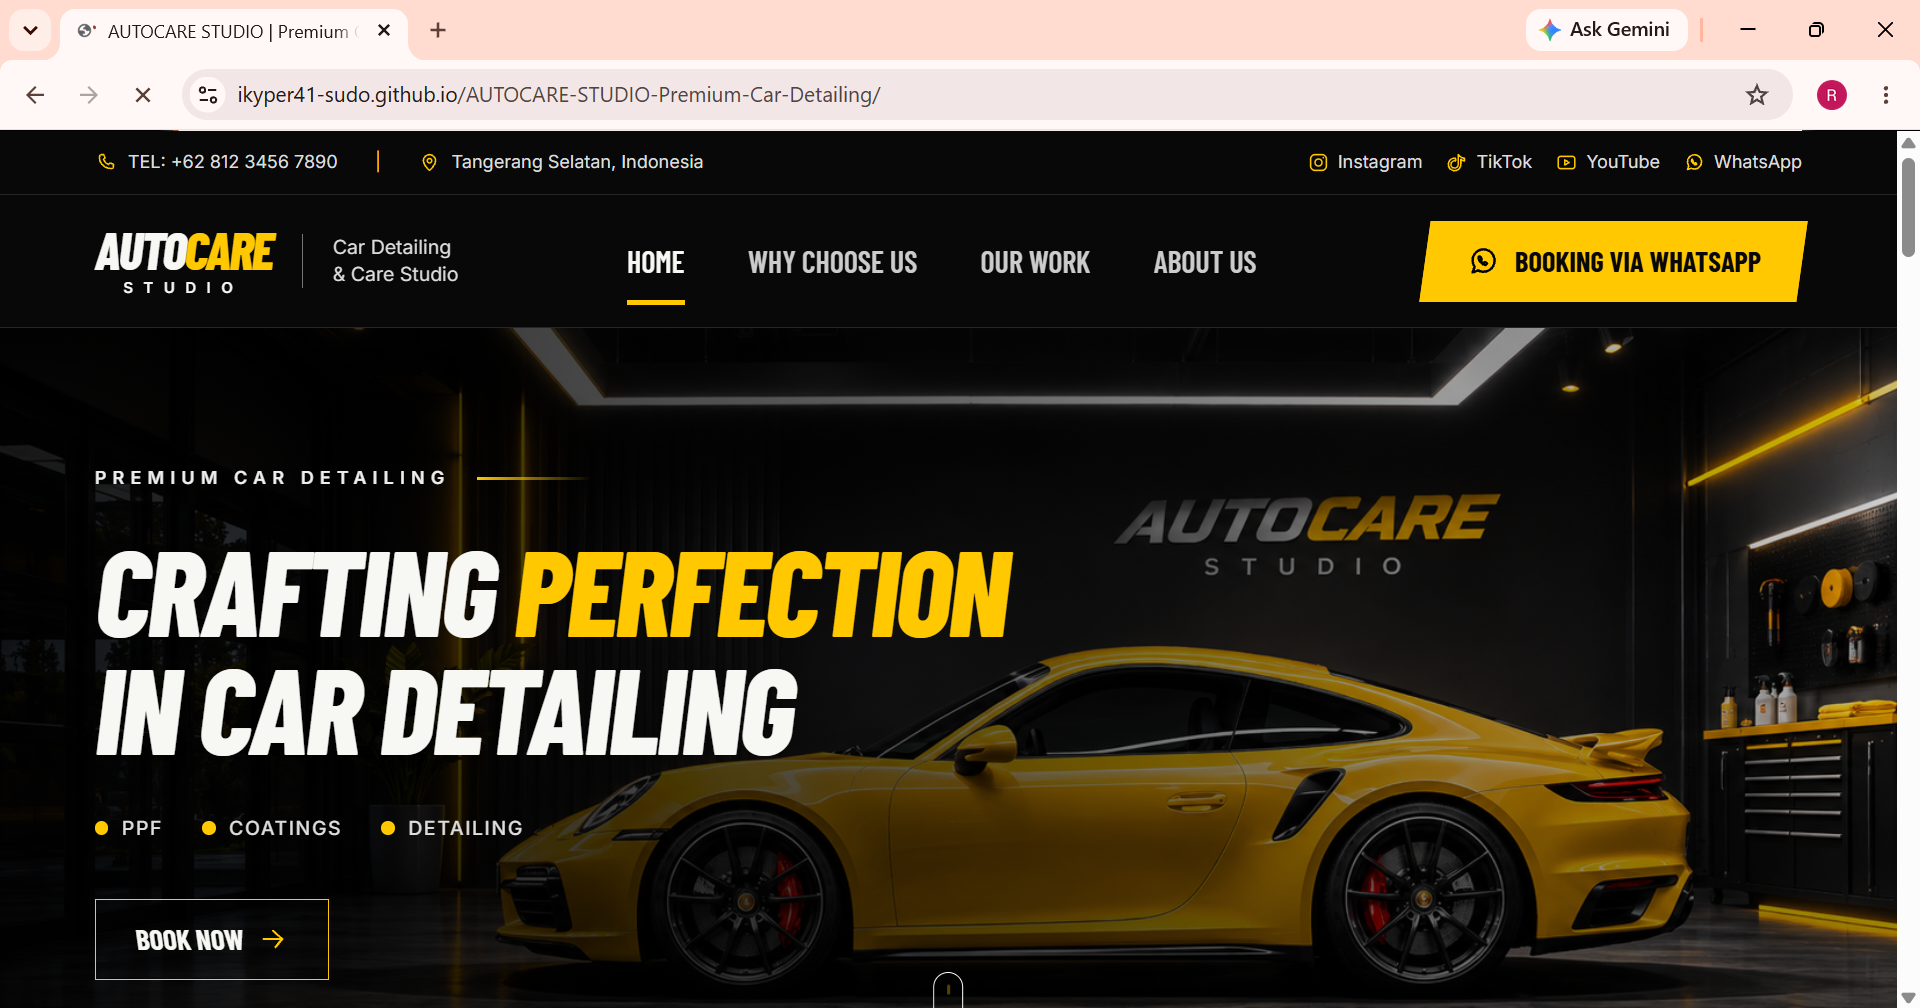 AUTOCARE STUDIO | Premium
Ask Gemini
ikyper41-sudo.github.io/AUTOCARE-STUDIO-Premium-Car-Detailing/
R
TEL: +62 812 3456 7890
Tangerang Selatan, Indonesia
Instagram
TikTok
YouTube
WhatsApp
AUTOCARE
STUDIO
Car Detailing
& Care Studio
HOME
WHY CHOOSE US
OUR WORK
ABOUT US
BOOKING VIA WHATSAPP
PREMIUM CAR DETAILING
AUTOCARE
STUDIO
CRAFTING PERFECTION
IN CAR DETAILING
PPF
COATINGS
DETAILING
BOOK NOW